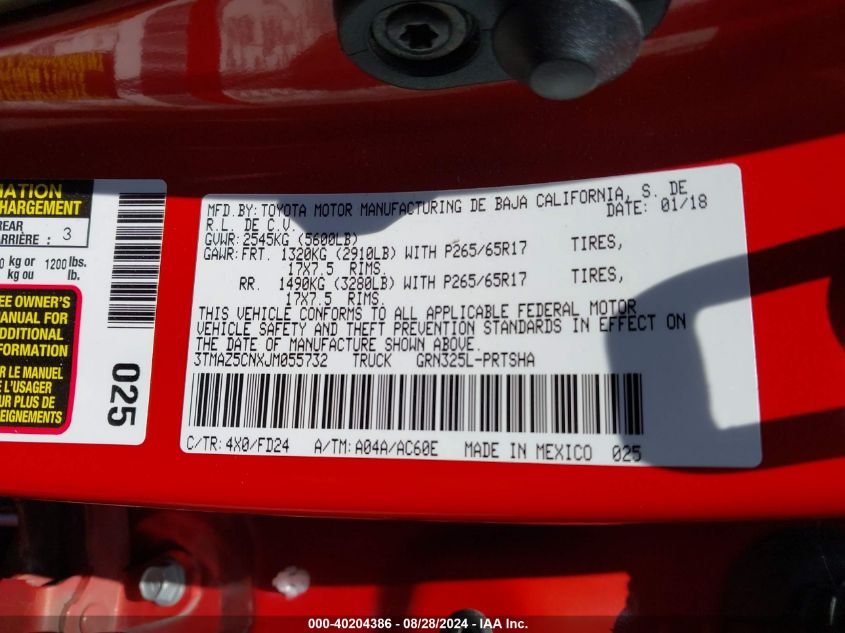 MATION
HARGEMENT
REAR
ARRIÈRE : 3
0 kg or 1200 lbs.
kg ou lb.
EE OWNER'S
MANUAL FOR
ADDITIONAL
FORMATION
R LE MANUEL
L'USAGER
UR PLUS DE
EIGNEMENTS
025
MFD.BY:TOYOTA MOTOR MANUFACTURING DE BAJA CALIFORNIA, S. DE
R.L. DE C.V. DATE: 01/18
GVWR:2545KG (5600LB)
GAWR:FRT. 1320KG (2910LB) WITH P265/65R17 TIRES,
17X7.5 RIMS.
RR. 1490KG (3280LB) WITH P265/65R17 TIRES,
17X7.5 RIMS.
THIS VEHICLE CONFORMS TO ALL APPLICABLE FEDERAL MOTOR
VEHICLE SAFETY AND THEFT PREVENTION STANDARDS IN EFFECT ON
THE DATE OF MANUFACTURE SHOWN ABOVE.
3TMAZ5CNXJM055732 TRUCK GRN325L-PRTSHA
C/TR:4X0/FD24 A/TM:A04A/AC60E MADE IN MEXICO 025
000-40204386 - 08/28/2024 - IAA Inc.